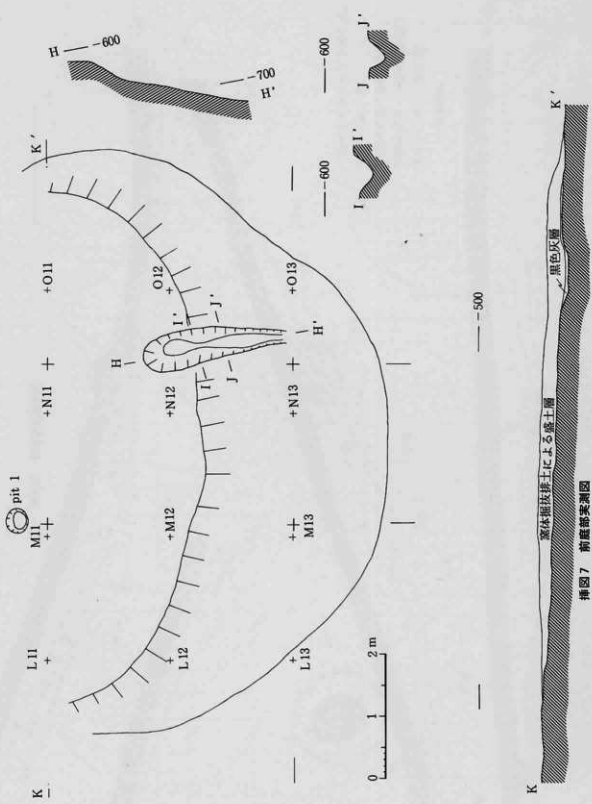 K
K'
L11
M11
pit 1
N11
O11
L12
M12
N12
O12
L13
M13
N13
O13
H
I
I'
J
J'
H'
0 1 2 m
H
-600
-700
H'
I
I'
-600
J
J'
-600
-500
K
K'
窯体掘抜排土による盛土層
黒色灰層
挿図7 前庭部実測図